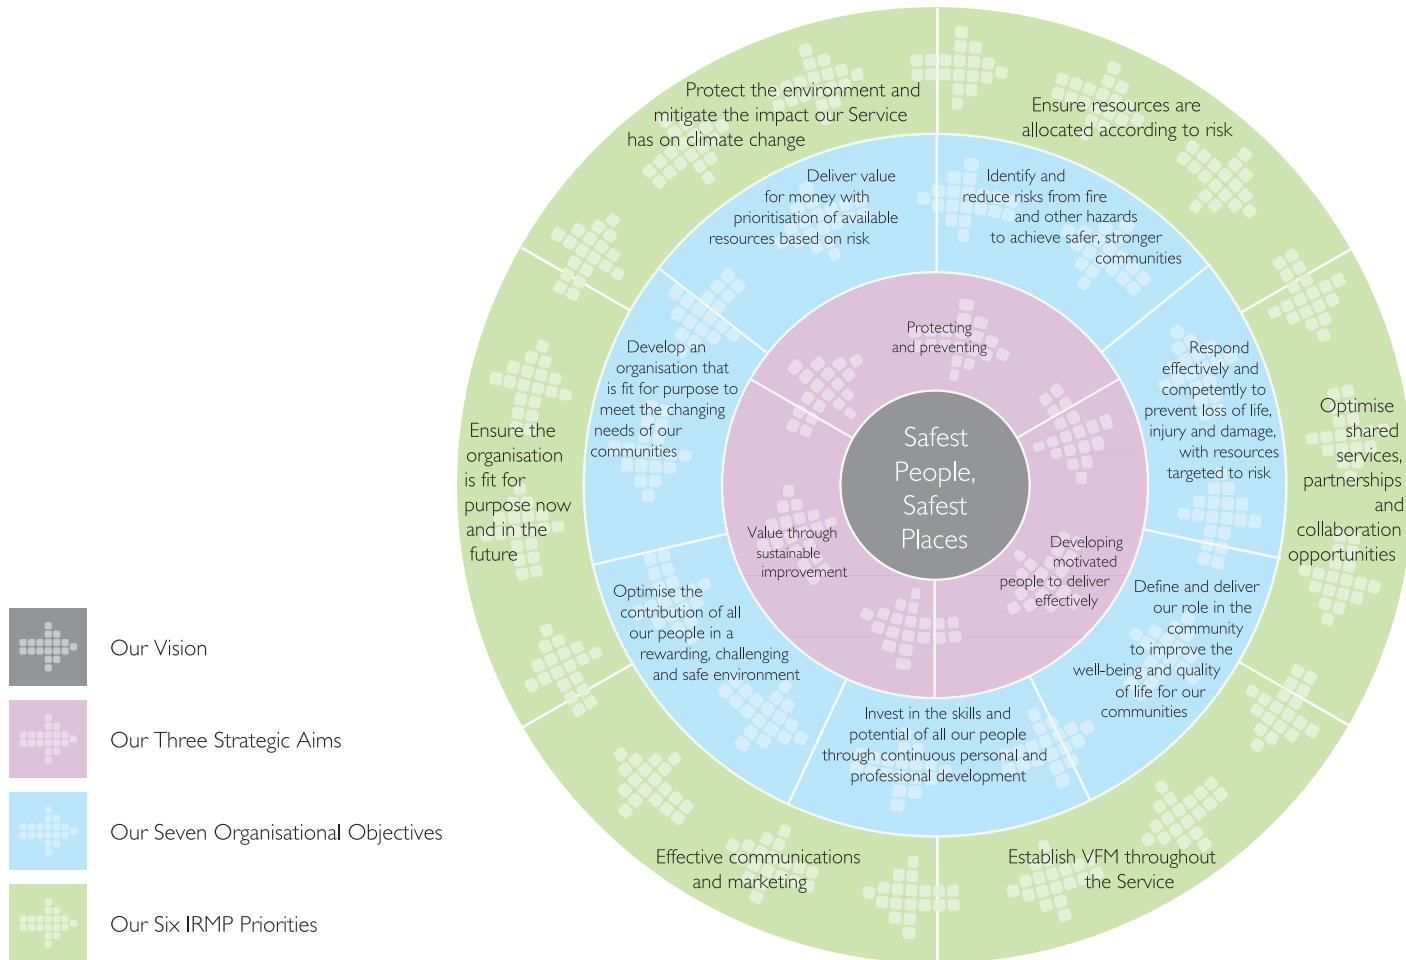 Protect the environment and
mitigate the impact our Service
has on climate change
Ensure resources are
allocated according to risk
Deliver value
for money with
prioritisation of available
resources based on risk
Identify and
reduce risks from fire
and other hazards
to achieve safer, stronger
communities
Protecting
and preventing
Develop an
organisation that
is fit for purpose to
meet the changing
needs of our
communities
Respond
effectively and
competently to
prevent loss of life,
injury and damage,
with resources
targeted to risk
Ensure the
organisation
is fit for
purpose now
and in the
future
Safest
People,
Safest
Places
Optimise
shared
services,
partnerships
and
collaboration
opportunities
Value through
sustainable
improvement
Developing
motivated
people to deliver
effectively
Optimise the
contribution of all
our people in a
rewarding, challenging
and safe environment
Define and deliver
our role in the
community
to improve the
well-being and quality
of life for our
communities
Invest in the skills and
potential of all our people
through continuous personal and
professional development
Effective communications
and marketing
Establish VFM throughout
the Service
Our Vision
Our Three Strategic Aims
Our Seven Organisational Objectives
Our Six IRMP Priorities